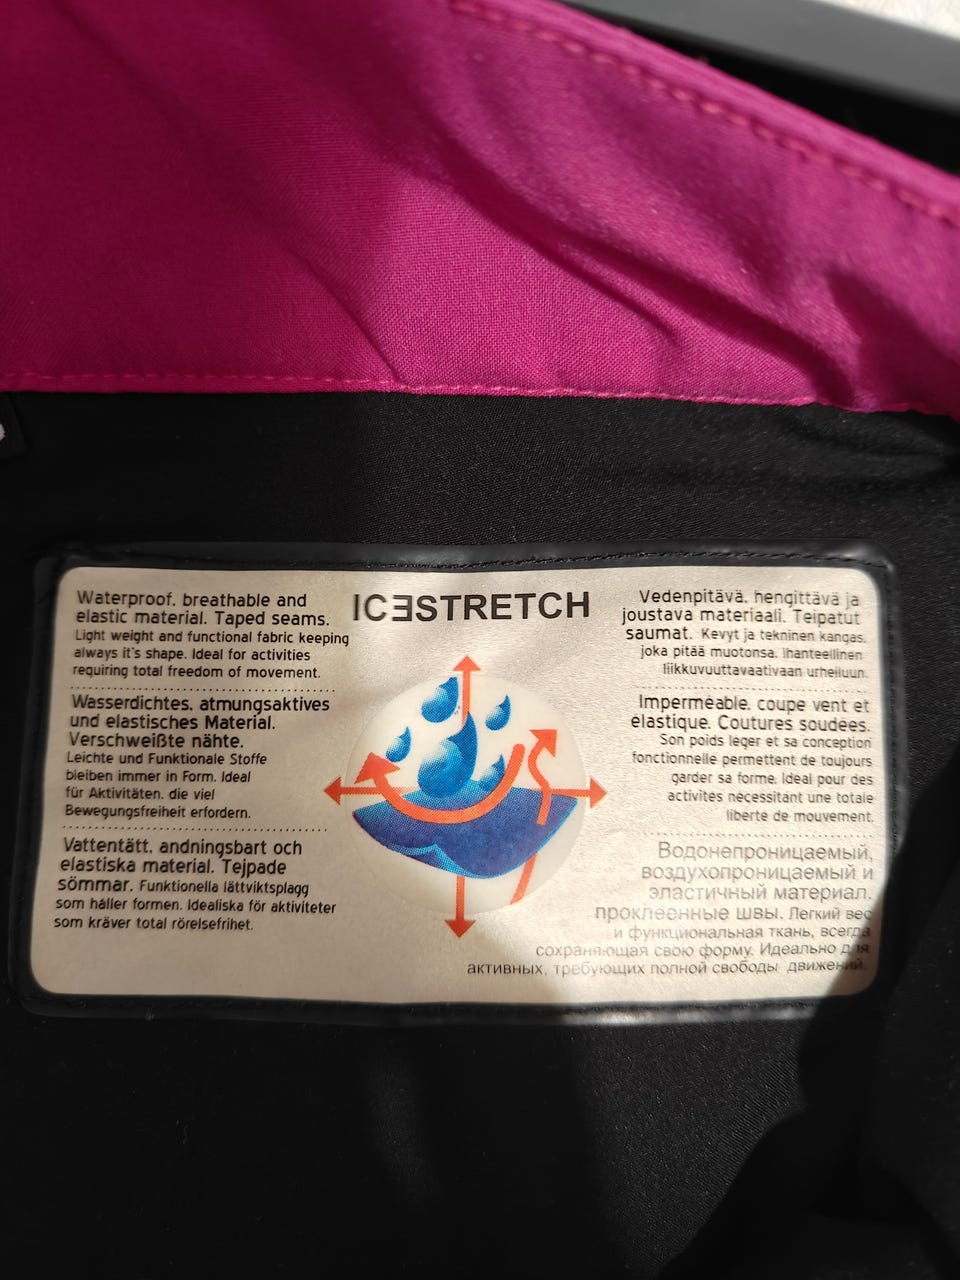 ICƎSTRETCH
Waterproof. breathable and
elastic material. Taped seams.
Light weight and functional fabric keeping
always it's shape. Ideal for activities
requiring total freedom of movement.
Wasserdichtes. atmungsaktives
und elastisches Material.
Verschweißte nähte.
Leichte und Funktionale Stoffe
bleiben immer in Form. Ideal
für Aktivitäten. die viel
Bewegungsfreiheit erfordern.
Vattentätt. andningsbart och
elastiska material. Tejpade
sömmar. Funktionella lättviktsplagg
som håller formen. Idealiska för aktiviteter
som kräver total rörelsefrihet.
Vedenpitävä. hengittävä ja
joustava materiaali. Teipatut
saumat. Kevyt ja tekninen kangas.
joka pitää muotonsa. Ihanteellinen
liikkuvuuttavaativaan urheiluun.
Impermeable. coupe vent et
elastique. Coutures soudees.
Son poids leger et sa conception
fonctionnelle permettent de toujours
garder sa forme. Ideal pour des
activites necessitant une totale
liberte de mouvement.
Водонепроницаемый,
воздухопроницаемый и
эластичный материал.
проклеенные швы. Легкий вес
и функциональная ткань, всегда
сохраняющая свою форму. Идеально для
активных, требующих полной свободы движений.